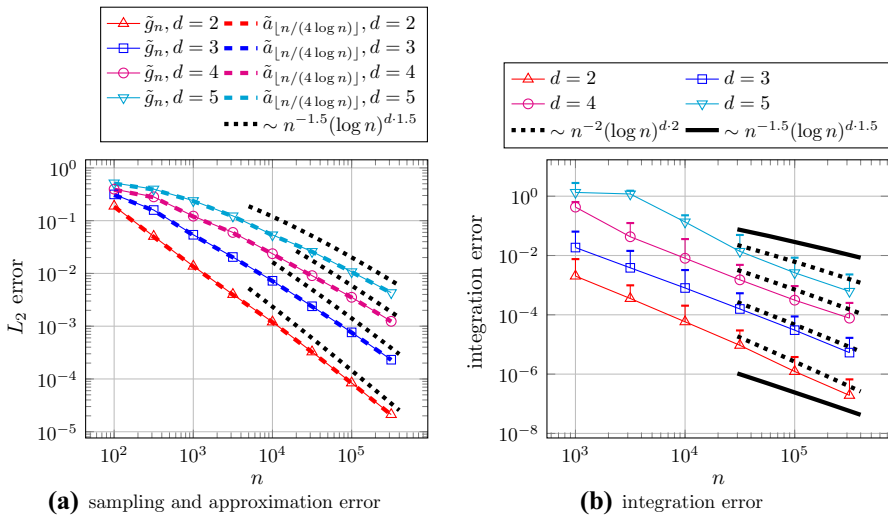 g̃ₙ, d = 2 ã⌊n/(4 log n)⌋, d = 2
g̃ₙ, d = 3 ã⌊n/(4 log n)⌋, d = 3
g̃ₙ, d = 4 ã⌊n/(4 log n)⌋, d = 4
g̃ₙ, d = 5 ã⌊n/(4 log n)⌋, d = 5
∼ n^{−1.5}(log n)^{d·1.5}
10^0
10^{−1}
10^{−2}
10^{−3}
10^{−4}
10^{−5}
L₂ error
10^2 10^3 10^4 10^5
n
(a) sampling and approximation error
d = 2 d = 3
d = 4 d = 5
∼ n^{−2}(log n)^{d·2} ∼ n^{−1.5}(log n)^{d·1.5}
10^0
10^{−2}
10^{−4}
10^{−6}
10^{−8}
integration error
10^3 10^4 10^5
n
(b) integration error